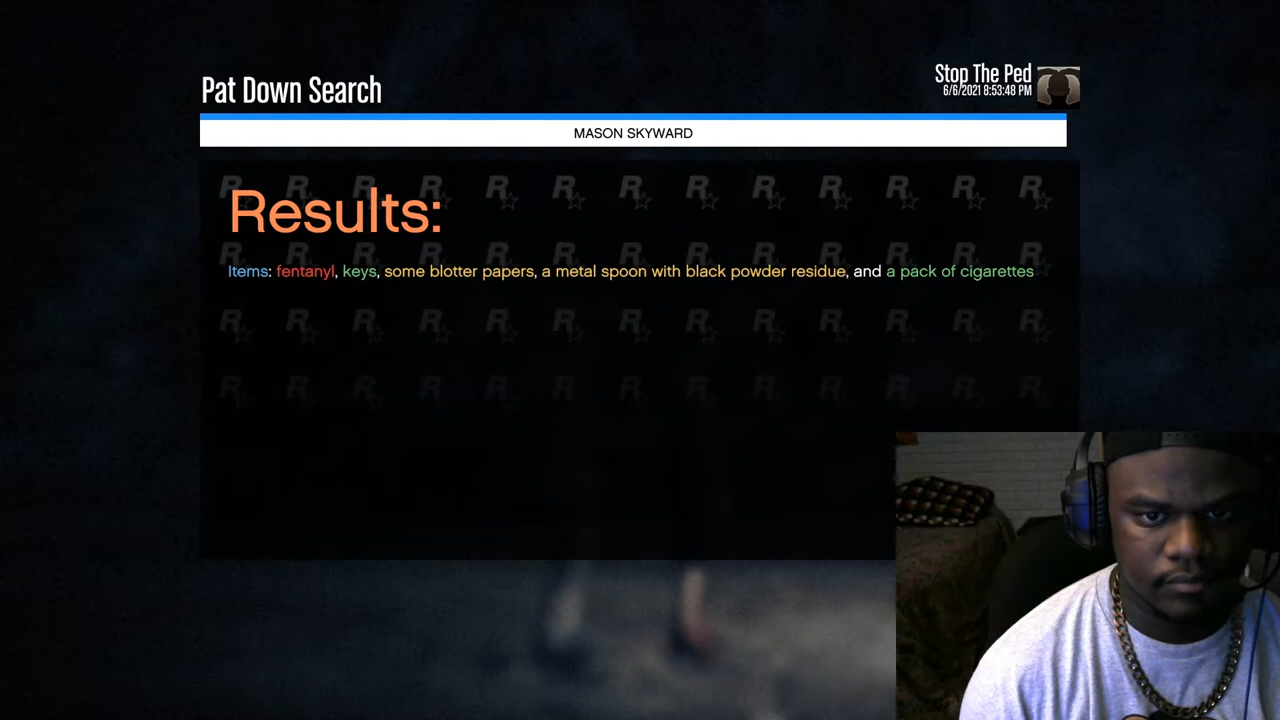 Pat Down Search
Stop The Ped
6/6/2021 8:53:48 PM
MASON SKYWARD
Results:
Items: fentanyl, keys, some blotter papers, a metal spoon with black powder residue, and a pack of cigarettes